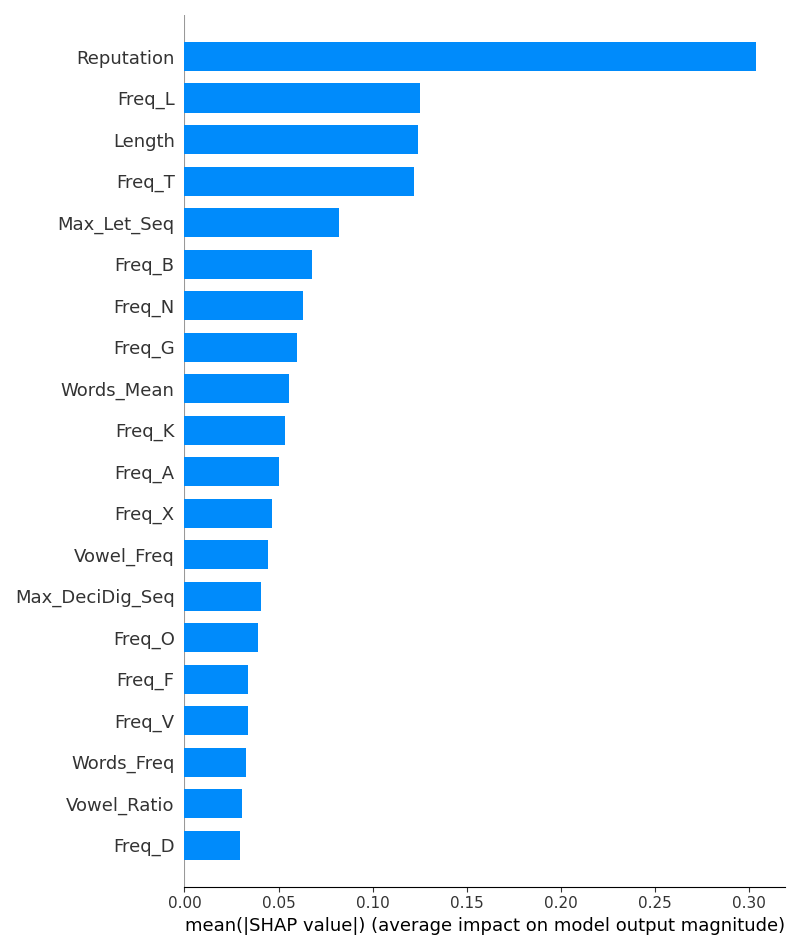 Reputation
Freq_L
Length
Freq_T
Max_Let_Seq
Freq_B
Freq_N
Freq_G
Words_Mean
Freq_K
Freq_A
Freq_X
Vowel_Freq
Max_DeciDig_Seq
Freq_O
Freq_F
Freq_V
Words_Freq
Vowel_Ratio
Freq_D
0.00 0.05 0.10 0.15 0.20 0.25 0.30
mean(|SHAP value|) (average impact on model output magnitude)